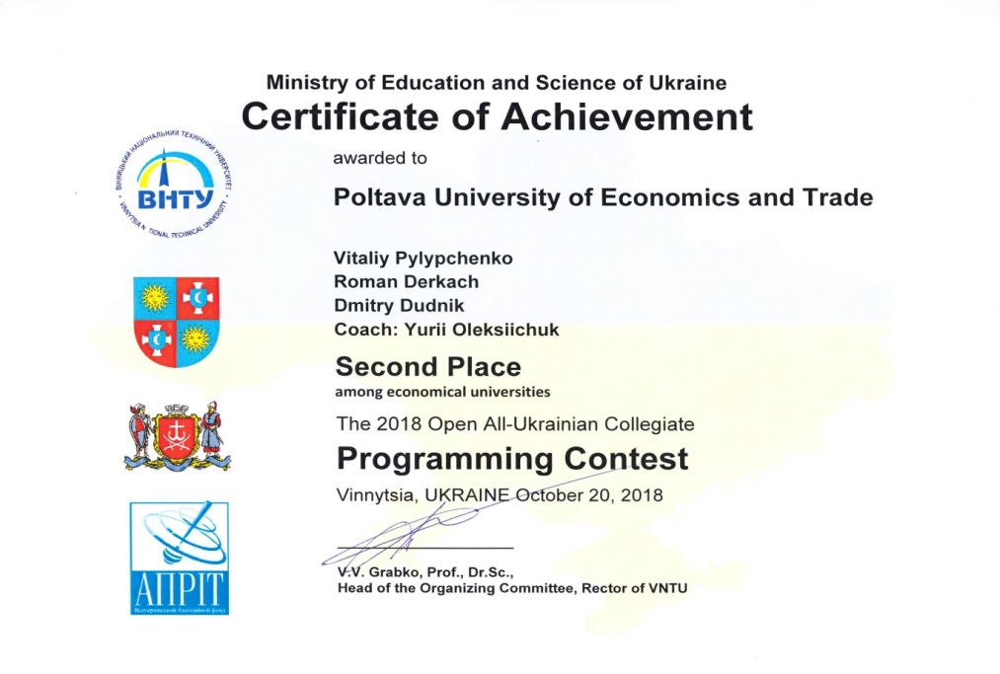 Ministry of Education and Science of Ukraine
Certificate of Achievement
awarded to
Poltava University of Economics and Trade
ВІННИЦЬКИЙ НАЦІОНАЛЬНИЙ ТЕХНІЧНИЙ УНІВЕРСИТЕТ
ВНТУ
VINNYTSIA N TIONAL TECHNICAL UNIVERSITY
Vitaliy Pylypchenko
Roman Derkach
Dmitry Dudnik
Coach: Yurii Oleksiichuk
Second Place
among economical universities
The 2018 Open All-Ukrainian Collegiate
Programming Contest
Vinnytsia, UKRAINE October 20, 2018
V.V. Grabko, Prof., Dr.Sc.,
Head of the Organizing Committee, Rector of VNTU
АПРІТ
Всеукраїнський благодійний фонд